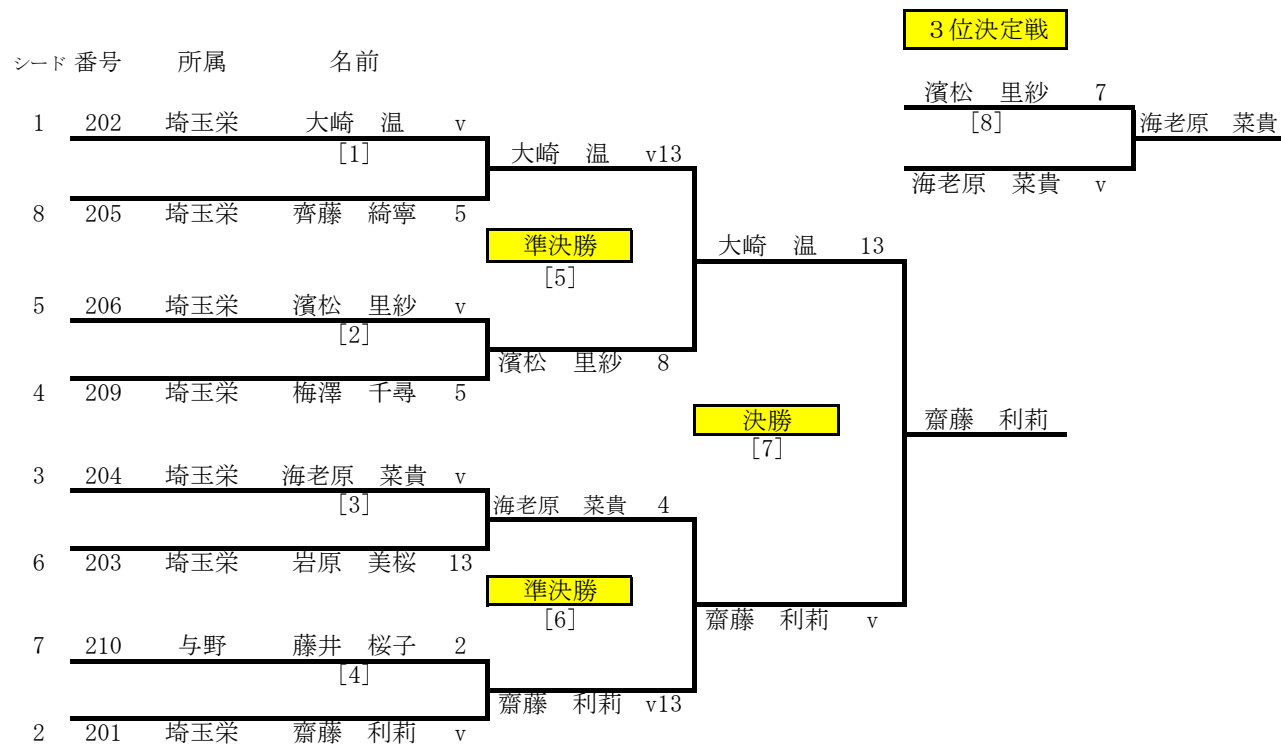 ３位決定戦
シード 番号 所属 名前
濱松 里紗 7
1 202 埼玉栄 大崎 温 v
[8]
海老原 菜貴
[1]
大崎 温 v13
海老原 菜貴 v
8 205 埼玉栄 齊藤 綺寧 5
準決勝
大崎 温 13
[5]
5 206 埼玉栄 濱松 里紗 v
[2]
濱松 里紗 8
4 209 埼玉栄 梅澤 千尋 5
決勝
齋藤 利莉
[7]
3 204 埼玉栄 海老原 菜貴 v
[3]
海老原 菜貴 4
6 203 埼玉栄 岩原 美桜 13
準決勝
[6]
齋藤 利莉 v
7 210 与野 藤井 桜子 2
[4]
齋藤 利莉 v13
2 201 埼玉栄 齋藤 利莉 v